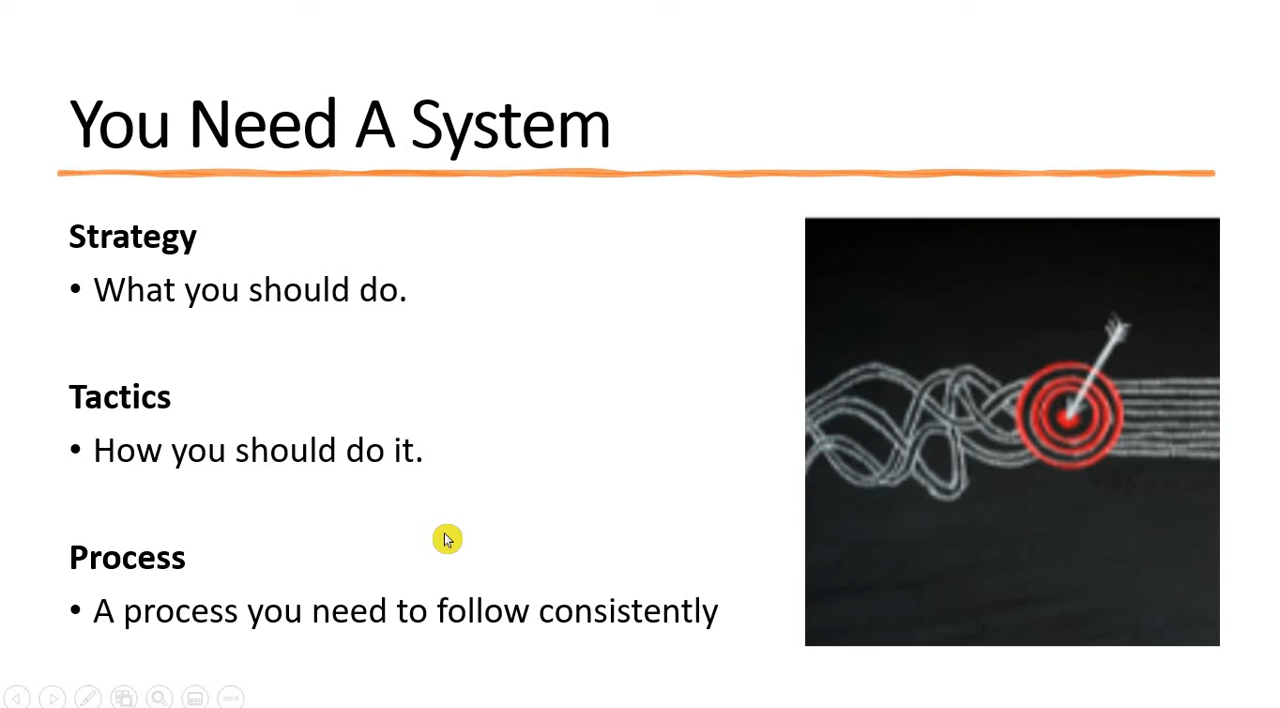 You Need A System
Strategy
• What you should do.
Tactics
• How you should do it.
Process
• A process you need to follow consistently